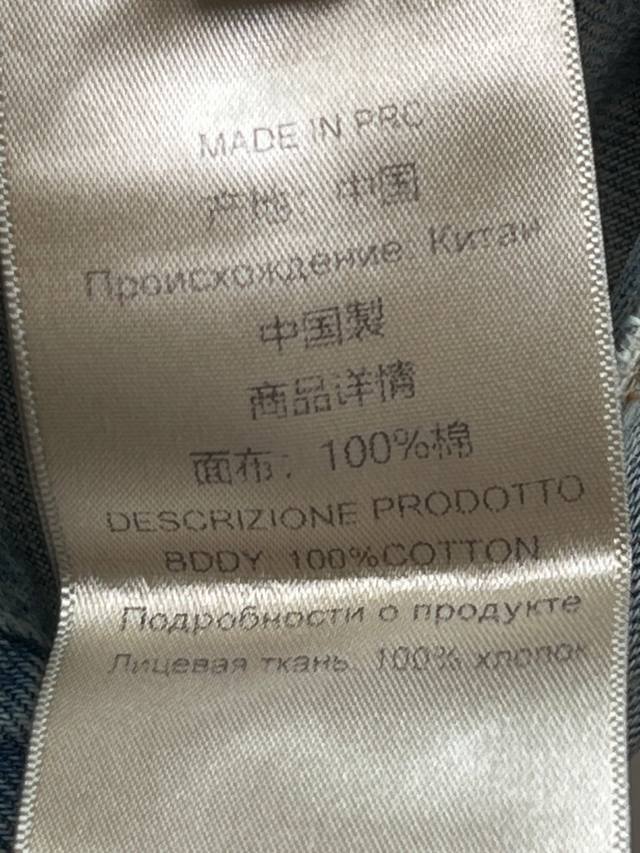 MADE IN PRC
产地: 中国
Происхождение: Китай
中国製
商品详情
面布: 100%棉
DESCRIZIONE PRODOTTO
BDDY 100%COTTON
Подробности о продукте
Лицевая ткань 100% хлопок